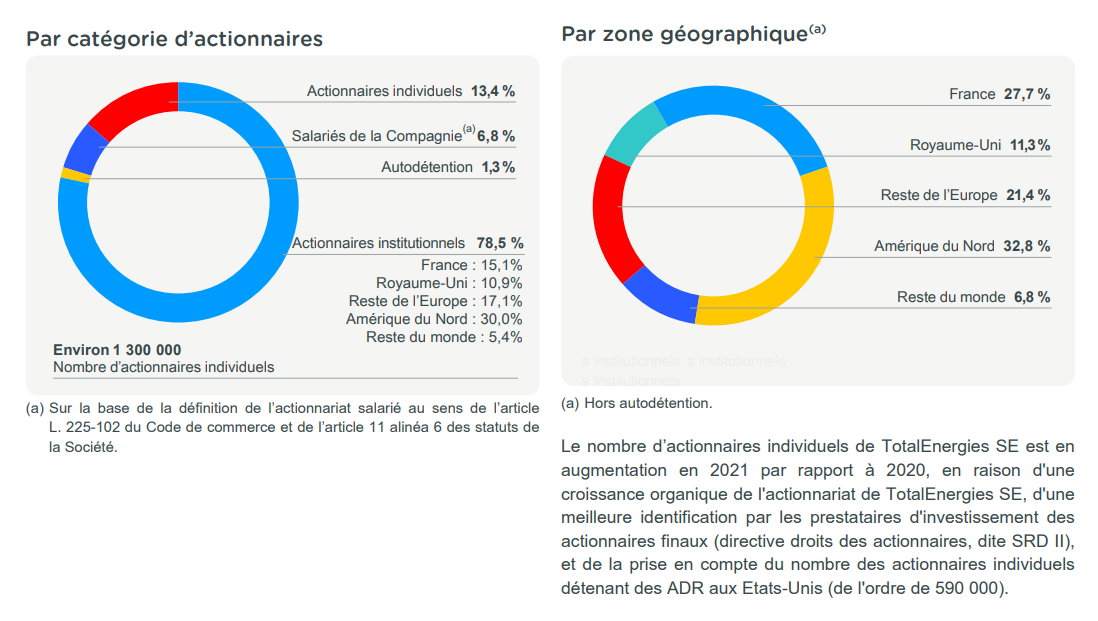 Par catégorie d’actionnaires
Actionnaires individuels 13,4 %
Salariés de la Compagnie(a) 6,8 %
Autodétention 1,3 %
Actionnaires institutionnels 78,5 %
France : 15,1%
Royaume-Uni : 10,9%
Reste de l’Europe : 17,1%
Amérique du Nord : 30,0%
Reste du monde : 5,4%
Environ 1 300 000
Nombre d’actionnaires individuels
(a) Sur la base de la définition de l’actionnariat salarié au sens de l’article
L. 225-102 du Code de commerce et de l’article 11 alinéa 6 des statuts de
la Société.
Par zone géographique(a)
France 27,7 %
Royaume-Uni 11,3 %
Reste de l’Europe 21,4 %
Amérique du Nord 32,8 %
Reste du monde 6,8 %
s institutionnels s institutionnels
s institutionnels
(a) Hors autodétention.
Le nombre d’actionnaires individuels de TotalEnergies SE est en
augmentation en 2021 par rapport à 2020, en raison d'une
croissance organique de l'actionnariat de TotalEnergies SE, d'une
meilleure identification par les prestataires d'investissement des
actionnaires finaux (directive droits des actionnaires, dite SRD II),
et de la prise en compte du nombre des actionnaires individuels
détenant des ADR aux Etats-Unis (de l'ordre de 590 000).